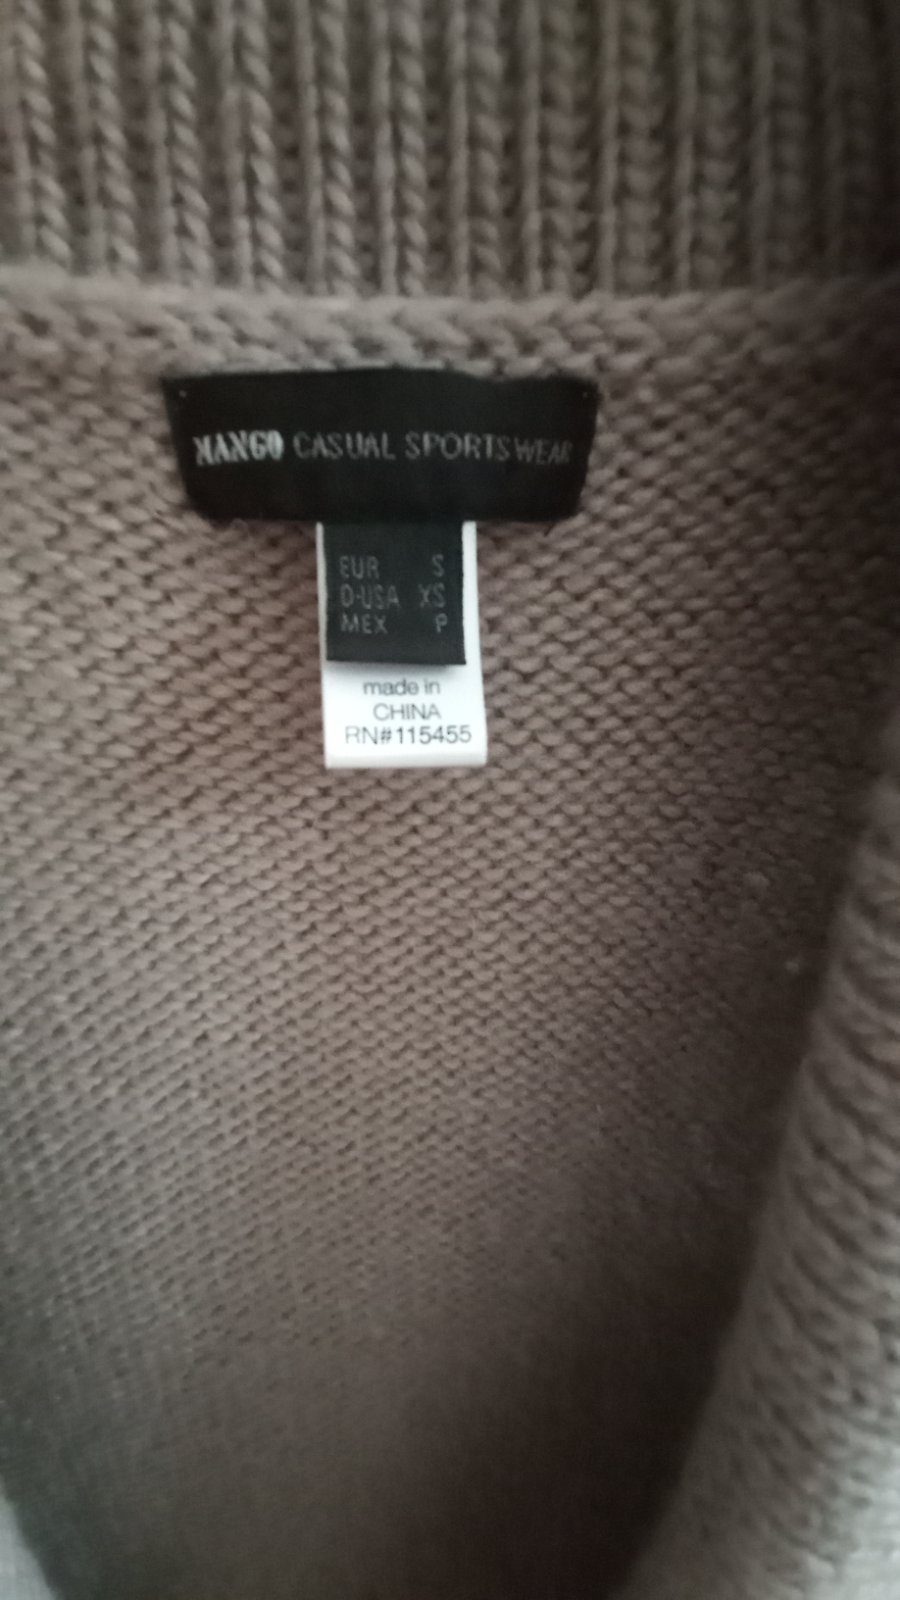 MANGO CASUAL SPORTSWEAR
EUR S
D-USA XS
MEX P
made in
CHINA
RN#115455